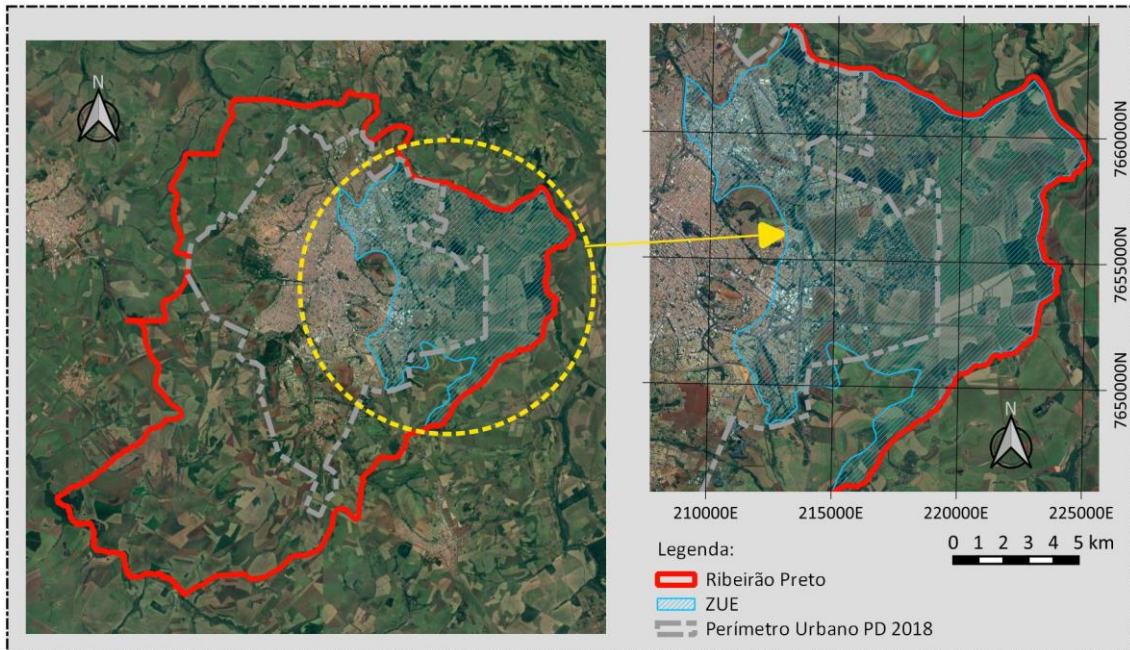 N
N
7660000N
7655000N
7650000N
210000E
215000E
220000E
225000E
0 1 2 3 4 5 km
Legenda:
Ribeirão Preto
ZUE
Perímetro Urbano PD 2018